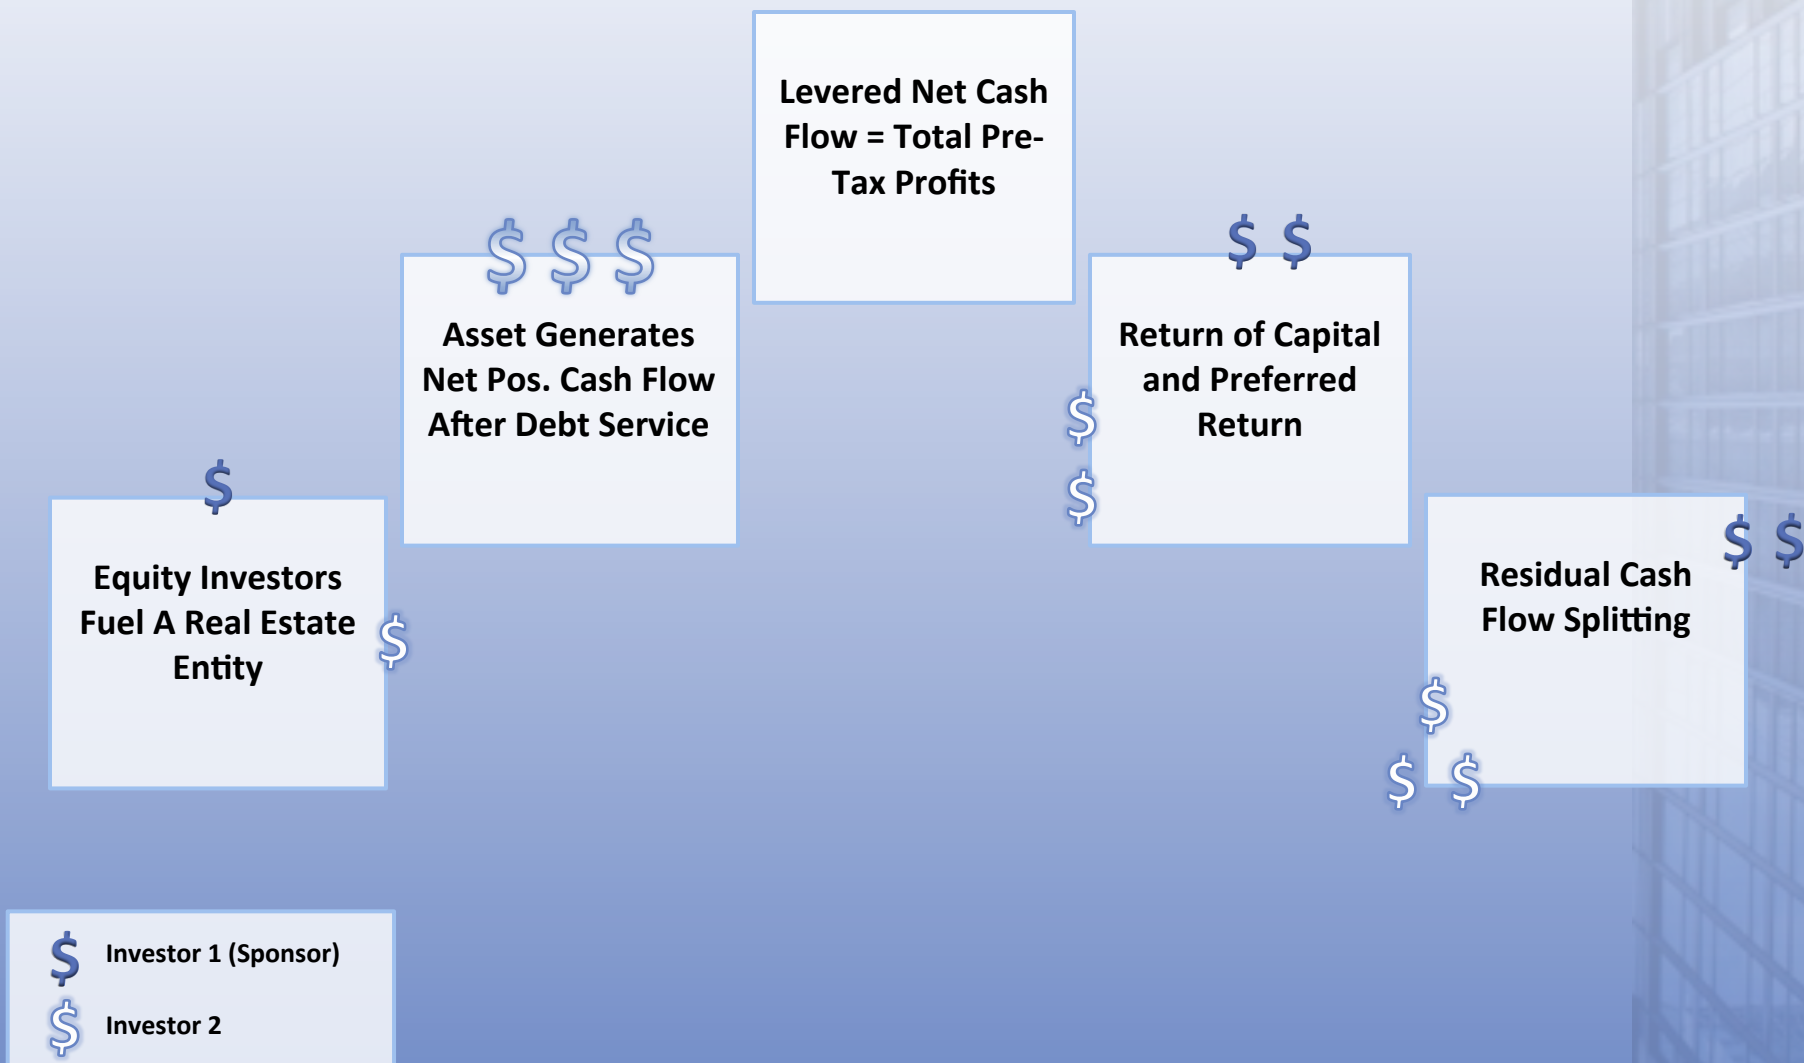 Levered Net Cash
Flow = Total Pre-
Tax Profits
$ $ $
Asset Generates
Net Pos. Cash Flow
After Debt Service
$ $
Return of Capital
and Preferred
Return
$
$
$
Equity Investors
Fuel A Real Estate
Entity
$
$ $
Residual Cash
Flow Splitting
$
$ $
$ Investor 1 (Sponsor)
$ Investor 2